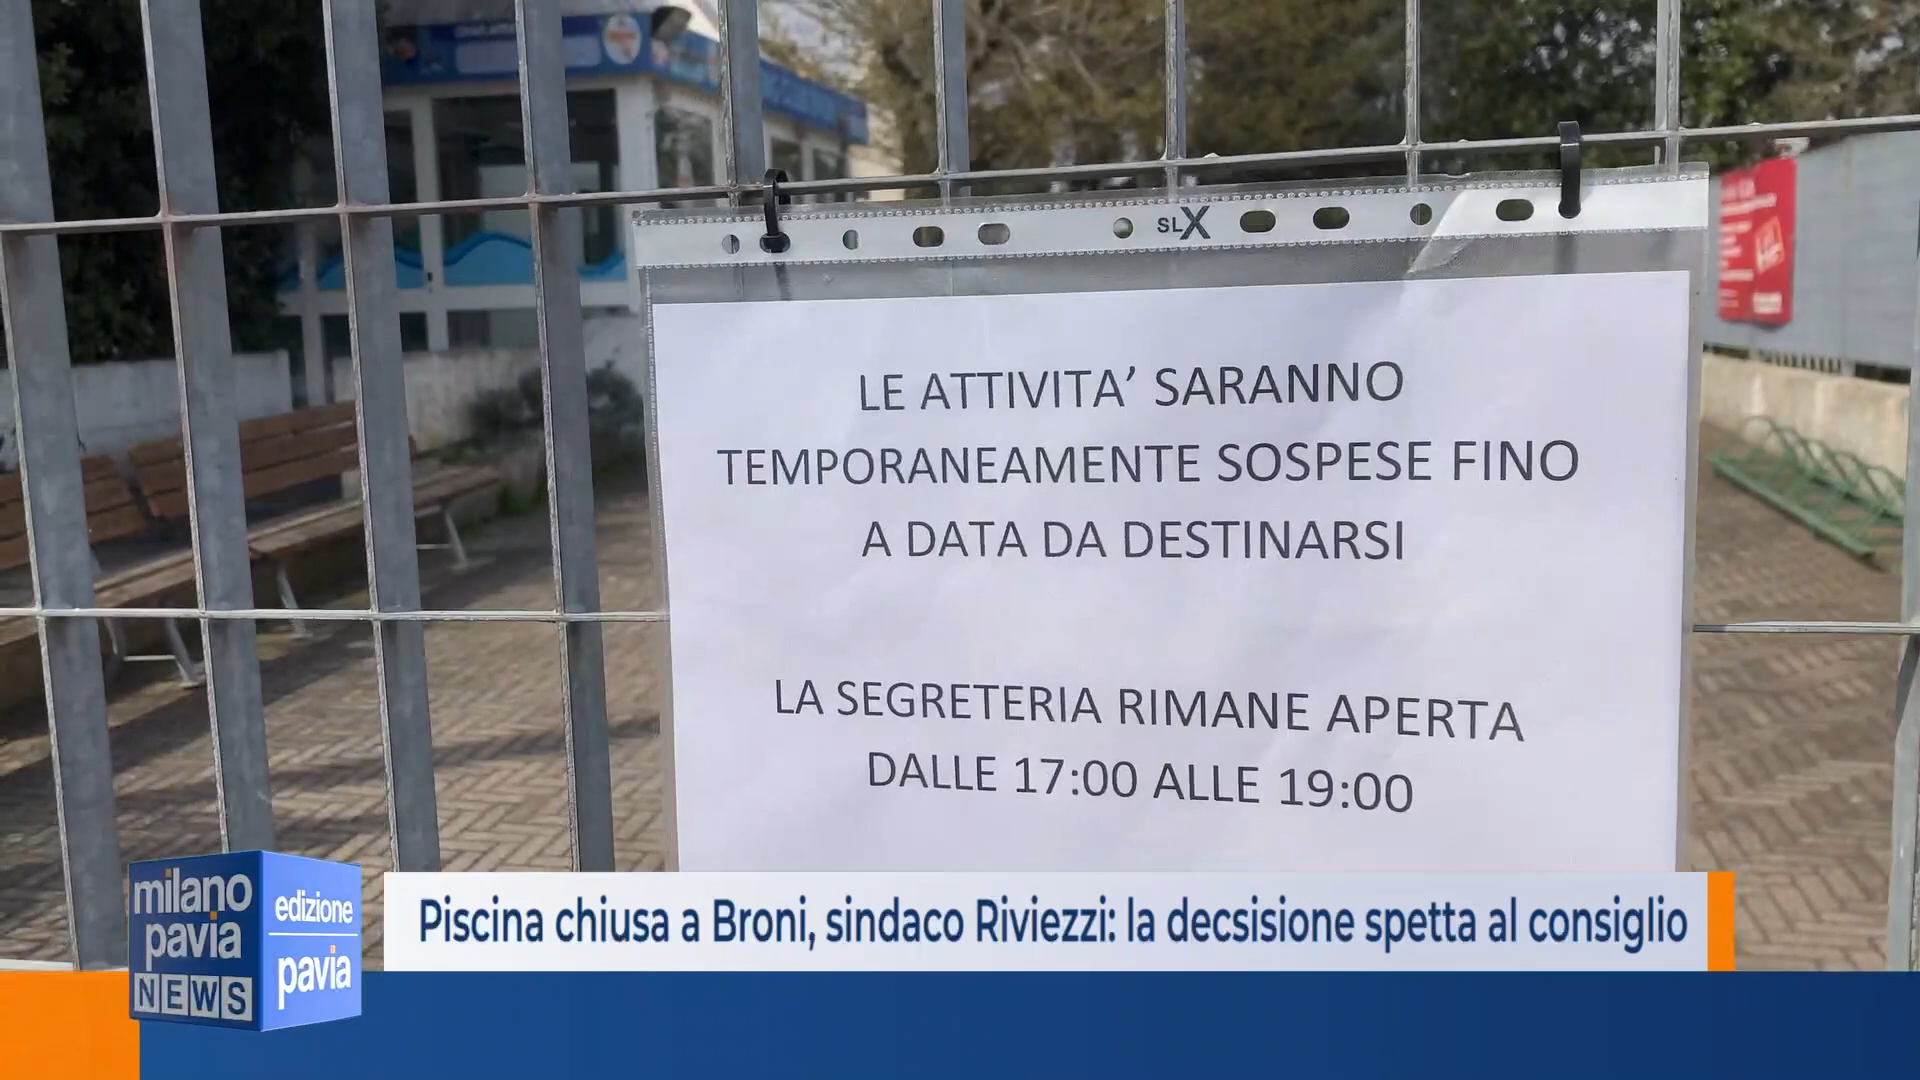 SLX
LE ATTIVITA' SARANNO
TEMPORANEAMENTE SOSPESE FINO
A DATA DA DESTINARSI
LA SEGRETERIA RIMANE APERTA
DALLE 17:00 ALLE 19:00
milano
pavia
NEWS
edizione
pavia
Piscina chiusa a Broni, sindaco Riviezzi: la decsisione spetta al consiglio